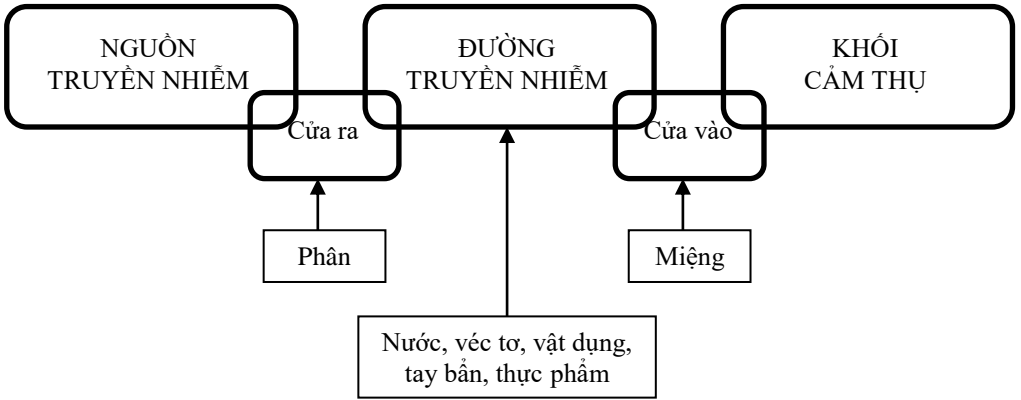 NGUỒN
TRUYỀN NHIỄM
ĐƯỜNG
TRUYỀN NHIỄM
KHỐI
CẢM THỤ
Cửa ra
Cửa vào
Phân
Miệng
Nước, véc tơ, vật dụng,
tay bẩn, thực phẩm